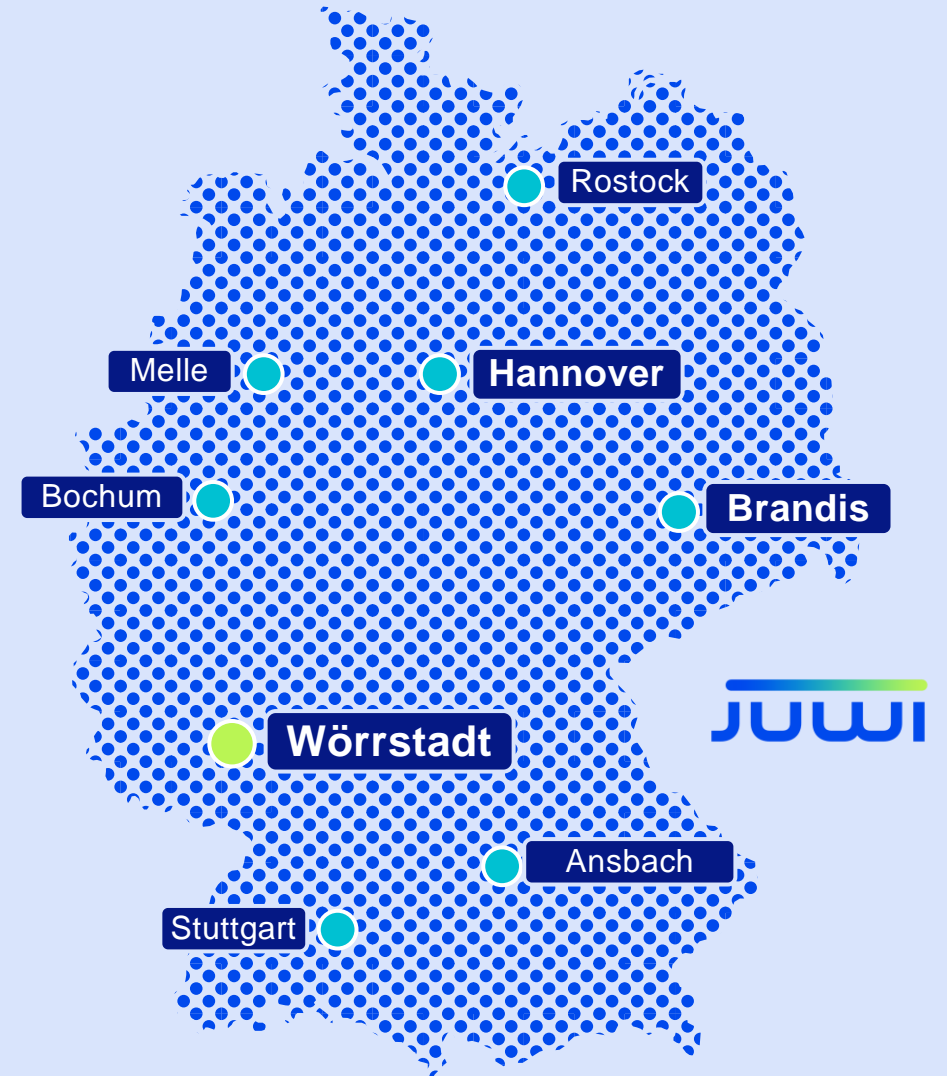 Rostock
Melle
Hannover
Bochum
Brandis
JUWI
Wörrstadt
Ansbach
Stuttgart